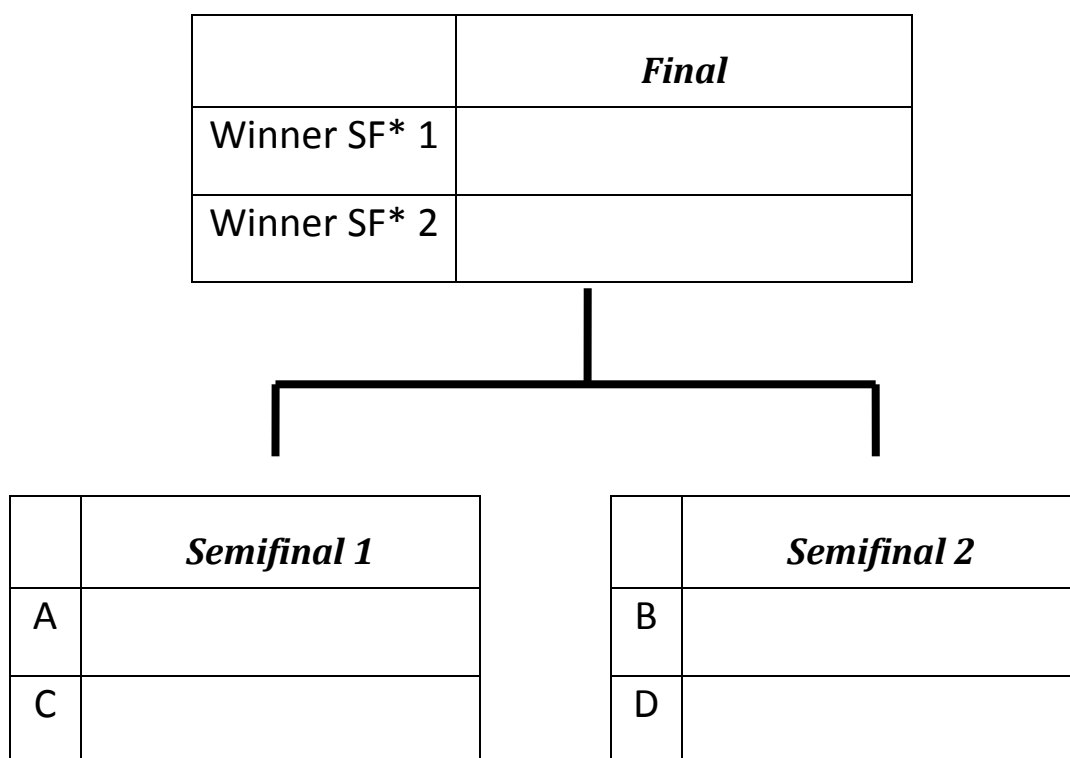 Final
Winner SF* 1
Winner SF* 2
Semifinal 1
A
C
Semifinal 2
B
D